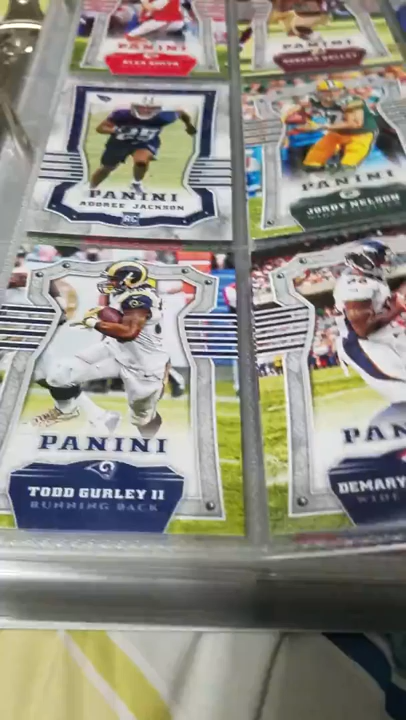 PANINI
ALEX SMITH
PANINI
ROBERT KELLEY
PANINI
ADOREE JACKSON
RC
PANINI
JORDY NELSON
PANINI
TODD GURLEY II
RUNNING BACK
PAN
DEMARY
WIDE